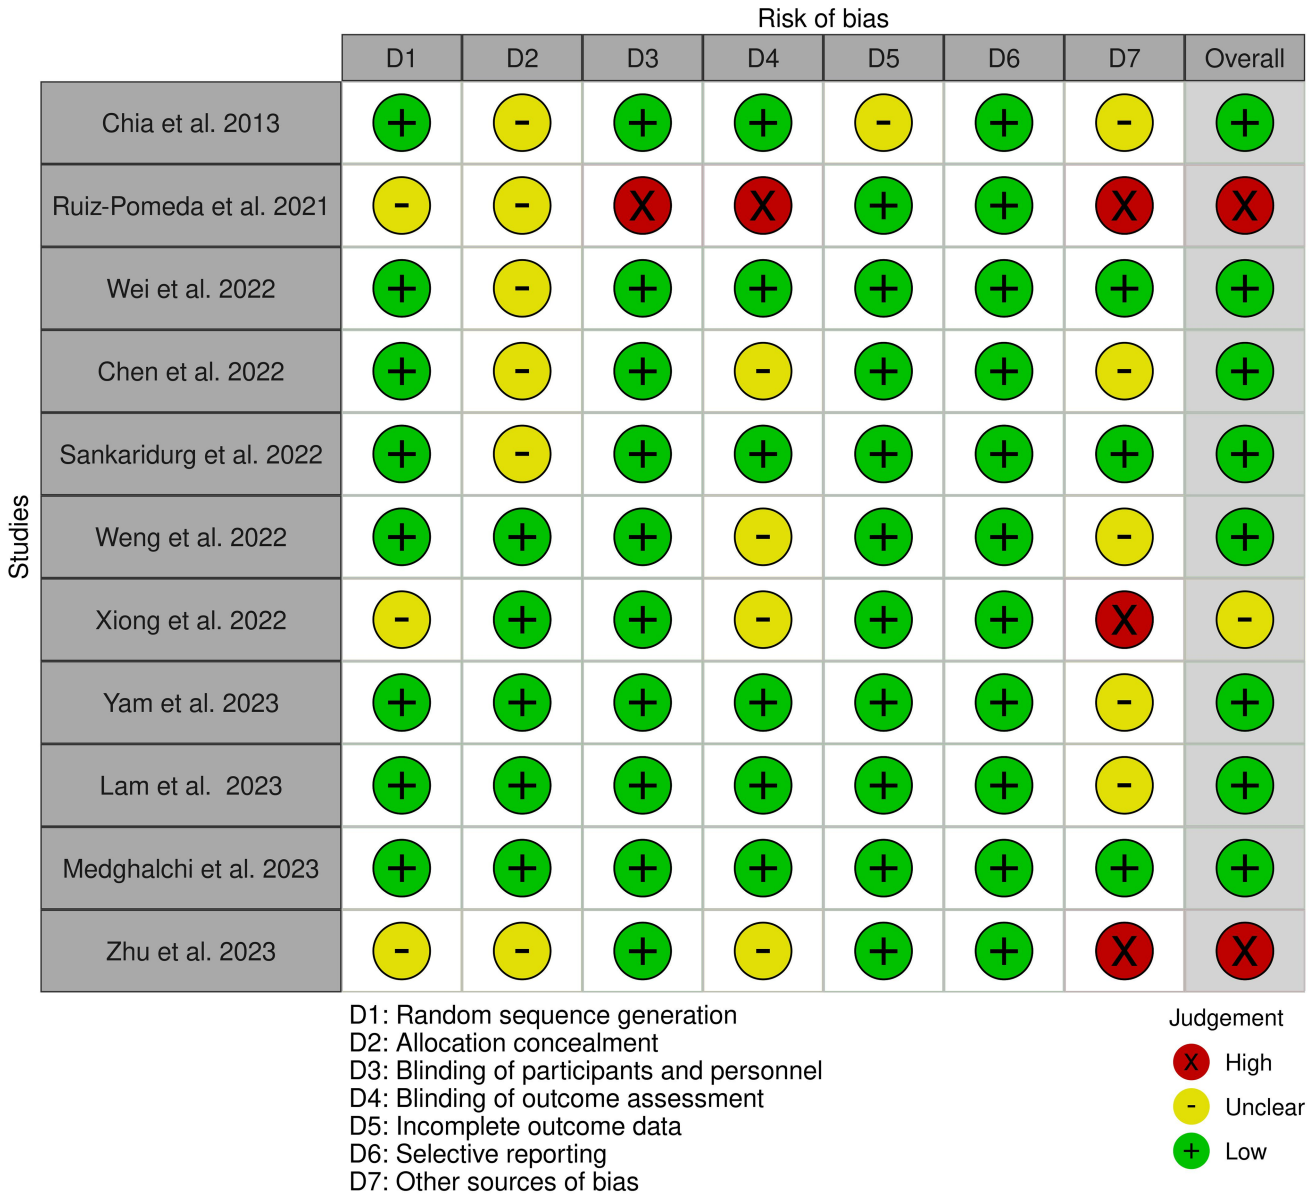 Risk of bias
D1 D2 D3 D4 D5 D6 D7 Overall
Studies
Chia et al. 2013 + - + + - + - +
Ruiz-Pomeda et al. 2021 - - X X + + X X
Wei et al. 2022 + - + + + + + +
Chen et al. 2022 + - + - + + - +
Sankaridurg et al. 2022 + - + + + + + +
Weng et al. 2022 + + + - + + - +
Xiong et al. 2022 - + + - + + X -
Yam et al. 2023 + + + + + + - +
Lam et al.  2023 + + + + + + - +
Medghalchi et al. 2023 + + + + + + + +
Zhu et al. 2023 - - + - + + X X
D1: Random sequence generation
D2: Allocation concealment
D3: Blinding of participants and personnel
D4: Blinding of outcome assessment
D5: Incomplete outcome data
D6: Selective reporting
D7: Other sources of bias
Judgement
X High
- Unclear
+ Low